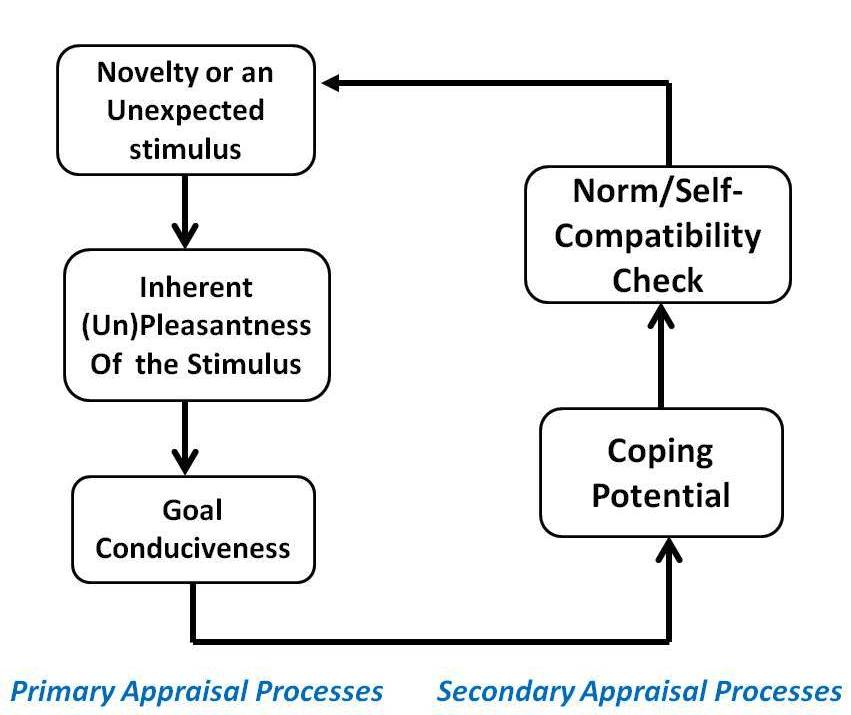 Novelty or an
Unexpected
stimulus
Inherent
(Un)Pleasantness
Of the Stimulus
Goal
Conduciveness
Norm/Self-
Compatibility
Check
Coping
Potential
Primary Appraisal Processes
Secondary Appraisal Processes